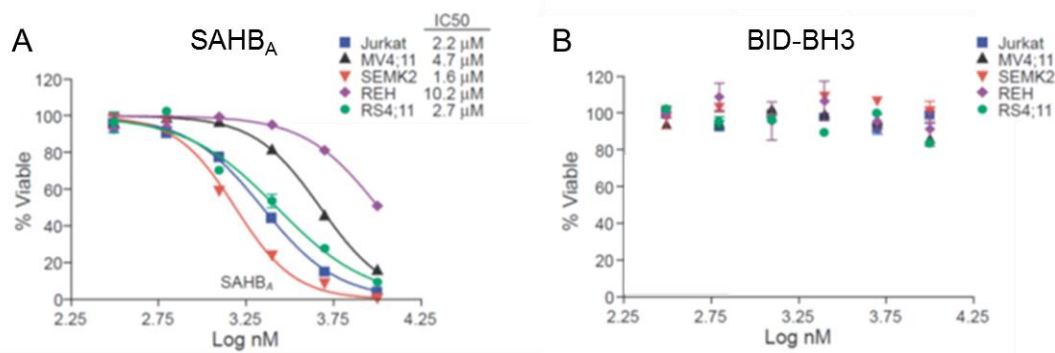 A
SAHBA
IC50
Jurkat 2.2 µM
MV4;11 4.7 µM
SEMK2 1.6 µM
REH 10.2 µM
RS4;11 2.7 µM
120
100
80
60
40
20
0
% Viable
SAHBA
2.25 2.75 3.25 3.75 4.25
Log nM
B
BID-BH3
Jurkat
MV4;11
SEMK2
REH
RS4;11
120
100
80
60
40
20
0
% Viable
2.25 2.75 3.25 3.75 4.25
Log nM